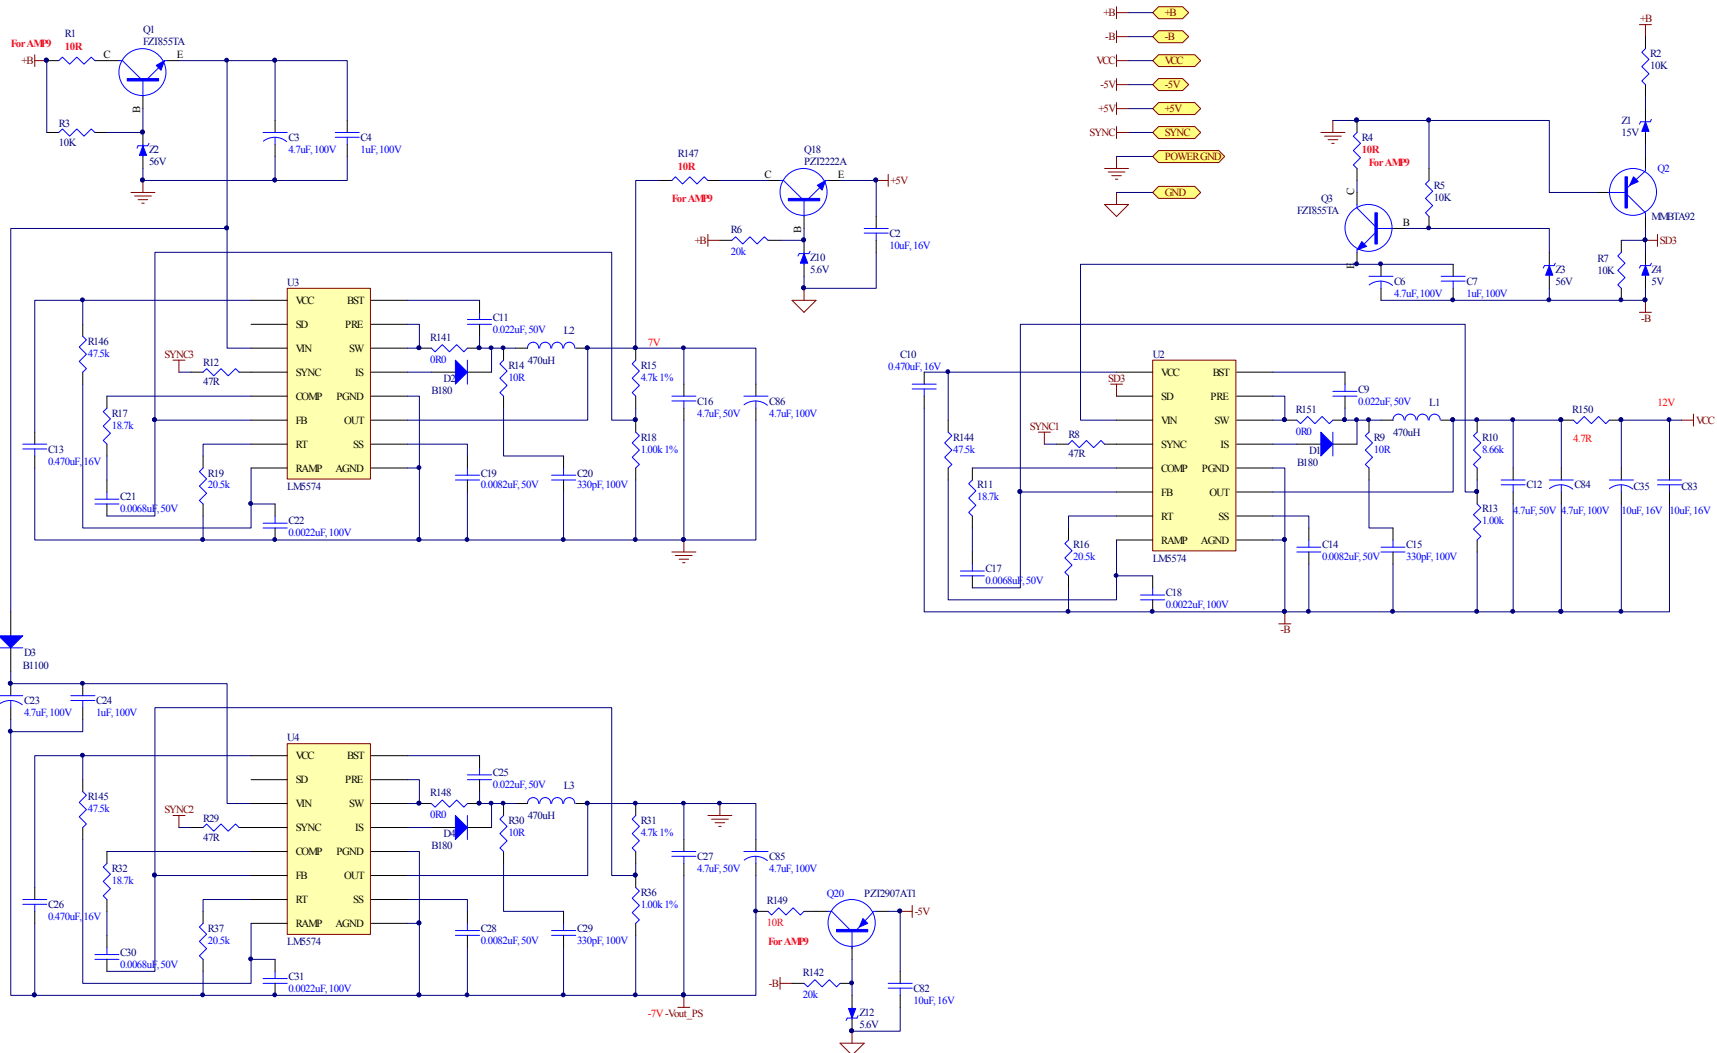 For AMP9
+B
R1
10R
C
Q1
FZT855TA
E
B
R3
10K
Z2
56V
C3
4.7uF, 100V
C4
1uF, 100V
+B
+B
-B
-B
VCC
VCC
-5V
-5V
+5V
+5V
SYNC
SYNC
POWER GND
GND
+B
R2
10K
Z1
15V
Q2
MMBTA92
SD3
R7
10K
Z4
5V
-B
R4
10R
For AMP9
R5
10K
Q3
FZT855TA
C
B
E
Z3
56V
C6
4.7uF, 100V
C7
1uF, 100V
R147
10R
For AMP9
C
Q18
PZT2222A
E
+5V
B
+B
R6
20k
Z10
5.6V
C2
10uF, 16V
U3
VCC
SD
VIN
SYNC
COMP
FB
RT
RAMP
BST
PRE
SW
IS
PGND
OUT
SS
AGND
LM5574
R146
47.5k
SYNC3
R12
47R
R17
18.7k
C13
0.470uF, 16V
C21
0.0068uF, 50V
R19
20.5k
C22
0.0022uF, 100V
C11
0.022uF, 50V
R141
0R0
D2
B180
R14
10R
L2
470uH
7V
R15
4.7k 1%
R18
1.00k 1%
C16
4.7uF, 50V
C86
4.7uF, 100V
C19
0.0082uF, 50V
C20
330pF, 100V
U2
VCC
SD
VIN
SYNC
COMP
FB
RT
RAMP
BST
PRE
SW
IS
PGND
OUT
SS
AGND
LM5574
C10
0.470uF, 16V
SD3
SYNC1
R8
47R
R144
47.5k
R11
18.7k
C17
0.0068uF, 50V
R16
20.5k
C18
0.0022uF, 100V
-B
C9
0.022uF, 50V
R151
0R0
D1
B180
R9
10R
L1
470uH
R10
8.66k
R13
1.00k
C12
4.7uF, 50V
C84
4.7uF, 100V
R150
4.7R
12V
VCC
C35
10uF, 16V
C83
10uF, 16V
C14
0.0082uF, 50V
C15
330pF, 100V
D3
B1100
C23
4.7uF, 100V
C24
1uF, 100V
U4
VCC
SD
VIN
SYNC
COMP
FB
RT
RAMP
BST
PRE
SW
IS
PGND
OUT
SS
AGND
LM5574
R145
47.5k
SYNC2
R29
47R
R32
18.7k
C26
0.470uF, 16V
C30
0.0068uF, 50V
R37
20.5k
C31
0.0022uF, 100V
C25
0.022uF, 50V
R148
0R0
D4
B180
R30
10R
L3
470uH
R31
4.7k 1%
R36
1.00k 1%
C27
4.7uF, 50V
C85
4.7uF, 100V
C28
0.0082uF, 50V
C29
330pF, 100V
-7V -Vout_PS
R149
10R
For AMP9
Q20
PZT2907AT1
-5V
-B
R142
20k
Z12
5.6V
C82
10uF, 16V